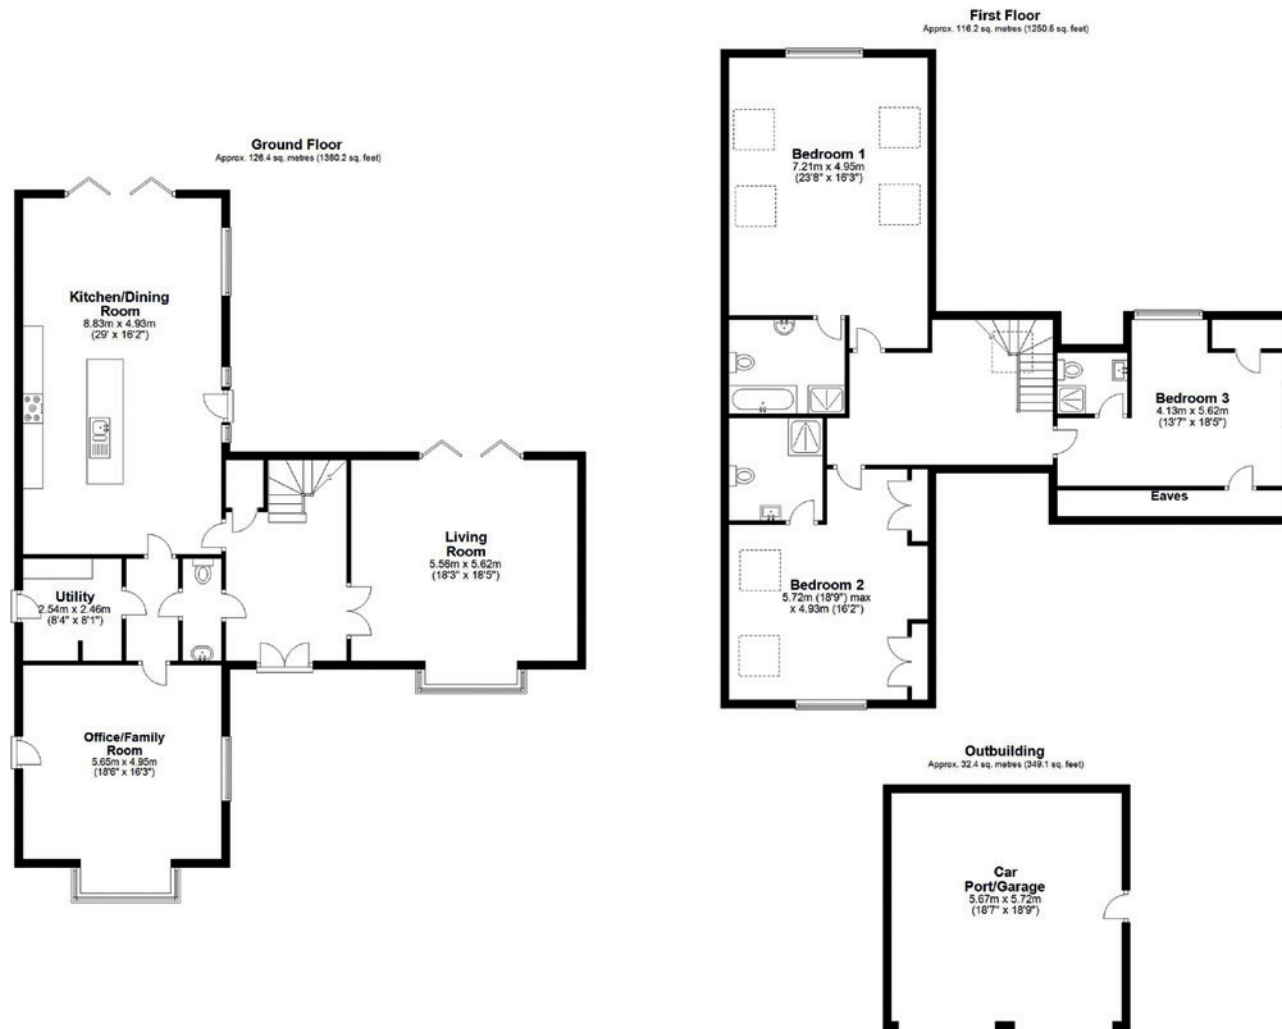 Ground Floor
Approx. 126.4 sq. metres (1360.2 sq. feet)
Kitchen/Dining
Room
8.83m x 4.93m
(29' x 16'2")
Utility
2.54m x 2.46m
(8'4" x 8'1")
Living
Room
5.56m x 5.62m
(18'3" x 18'5")
Office/Family
Room
5.65m x 4.95m
(18'6" x 16'3")
First Floor
Approx. 116.2 sq. metres (1250.5 sq. feet)
Bedroom 1
7.21m x 4.95m
(23'8" x 16'3")
Bedroom 3
4.13m x 5.62m
(13'7" x 18'5")
Eaves
Bedroom 2
5.72m (18'9") max
x 4.93m (16'2")
Outbuilding
Approx. 32.4 sq. metres (349.1 sq. feet)
Car
Port/Garage
5.67m x 5.72m
(18'7" x 18'9")